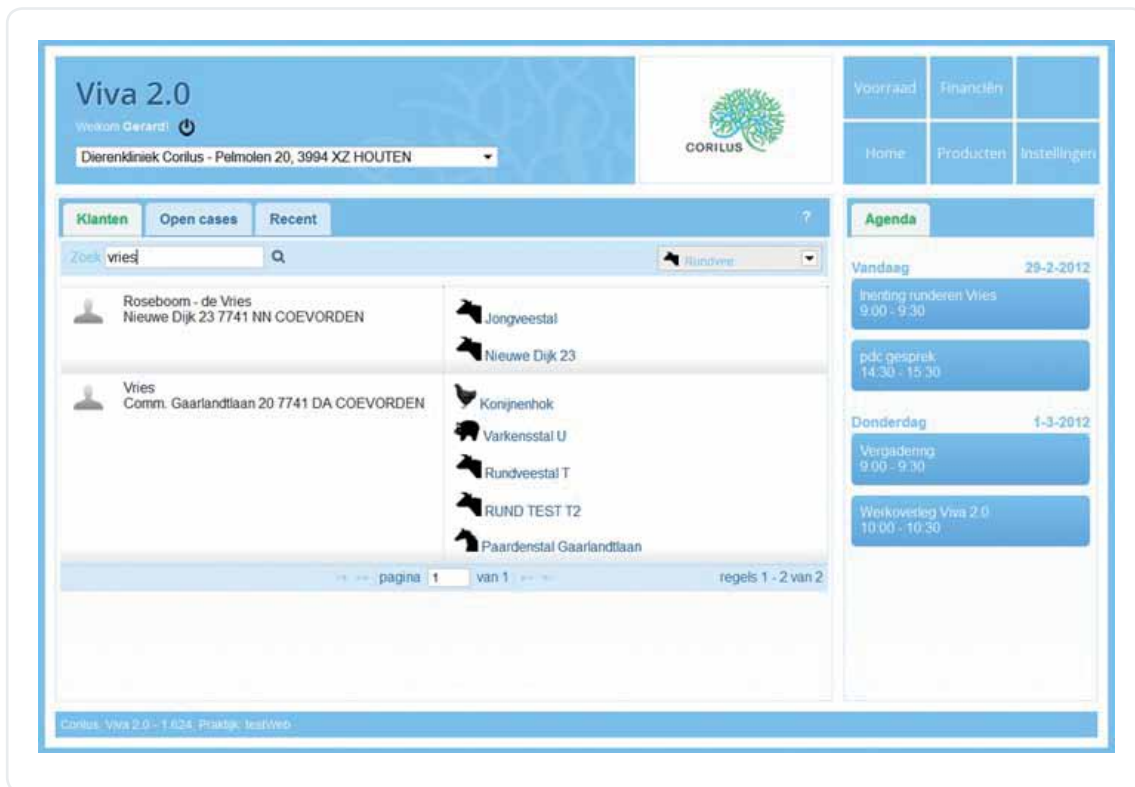 Viva 2.0
Welkom Gerard!
Dierenkliniek Corilus - Pelmolen 20, 3994 XZ HOUTEN
CORILUS
Voorraad
Financiën
Home
Producten
Instellingen
Klanten
Open cases
Recent
?
Zoek vries
Rundvee
Roseboom - de Vries
Nieuwe Dijk 23 7741 NN COEVORDEN
Jongveestal
Nieuwe Dijk 23
Vries
Comm. Gaarlandtlaan 20 7741 DA COEVORDEN
Konijnenhok
Varkensstal U
Rundveestal T
RUND TEST T2
Paardenstal Gaarlandtlaan
pagina 1 van 1
regels 1 - 2 van 2
Agenda
Vandaag 29-2-2012
Inenting runderen Vries
9:00 - 9:30
pdc gesprek
14:30 - 15:30
Donderdag 1-3-2012
Vergadering
9:00 - 9:30
Werkoverleg Viva 2.0
10:00 - 10:30
Corilus: Viva 2.0 - 1.624, Praktijk: testWeb